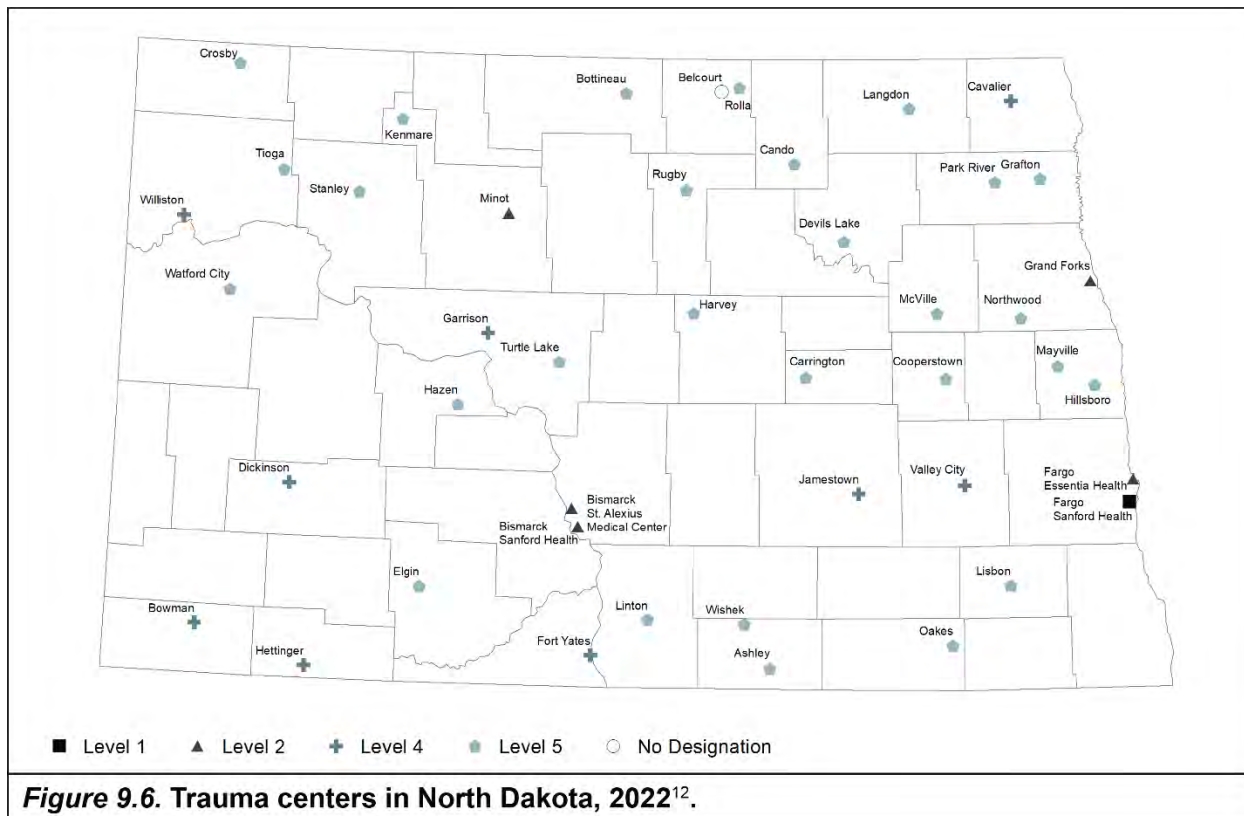 Crosby
Bottineau
Belcourt
Rolla
Langdon
Cavalier
Kenmare
Tioga
Stanley
Cando
Rugby
Park River
Grafton
Williston
Minot
Devils Lake
Watford City
Grand Forks
McVille
Northwood
Garrison
Harvey
Turtle Lake
Carrington
Cooperstown
Mayville
Hillsboro
Hazen
Dickinson
Jamestown
Valley City
Fargo
Essentia Health
Fargo
Sanford Health
Bismarck
St. Alexius
Medical Center
Bismarck
Sanford Health
Elgin
Lisbon
Bowman
Linton
Wishek
Hettinger
Fort Yates
Ashley
Oakes
Level 1
Level 2
Level 4
Level 5
No Designation
Figure 9.6. Trauma centers in North Dakota, 2022¹².